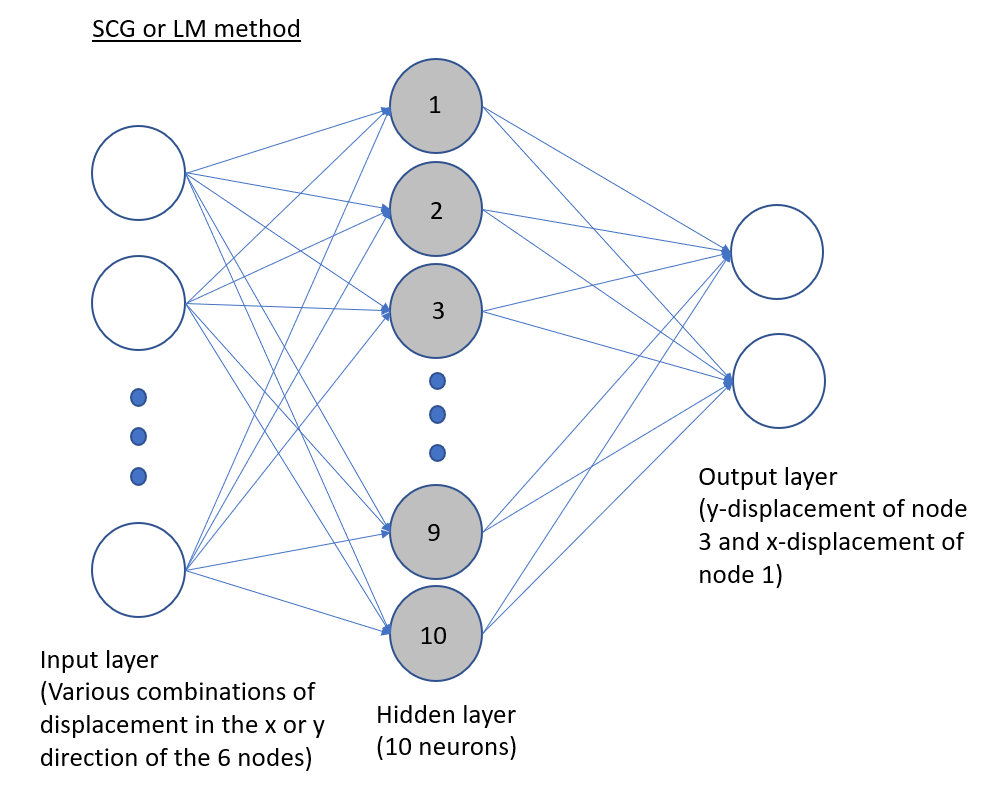 SCG or LM method
1
2
3
9
10
Output layer
(y-displacement of node
3 and x-displacement of
node 1)
Input layer
(Various combinations of
displacement in the x or y
direction of the 6 nodes)
Hidden layer
(10 neurons)